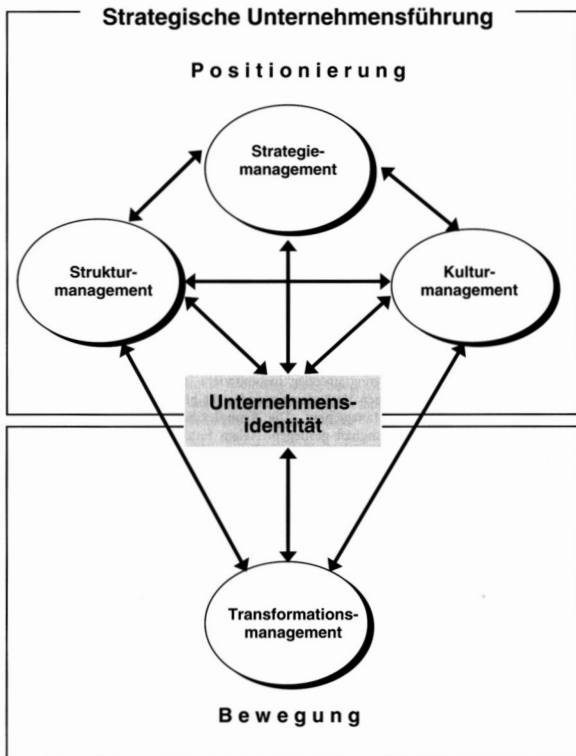 Strategische Unternehmensführung
Positionierung
Strategie-
management
Struktur-
management
Kultur-
management
Unternehmens-
identität
Transformations-
management
Bewegung